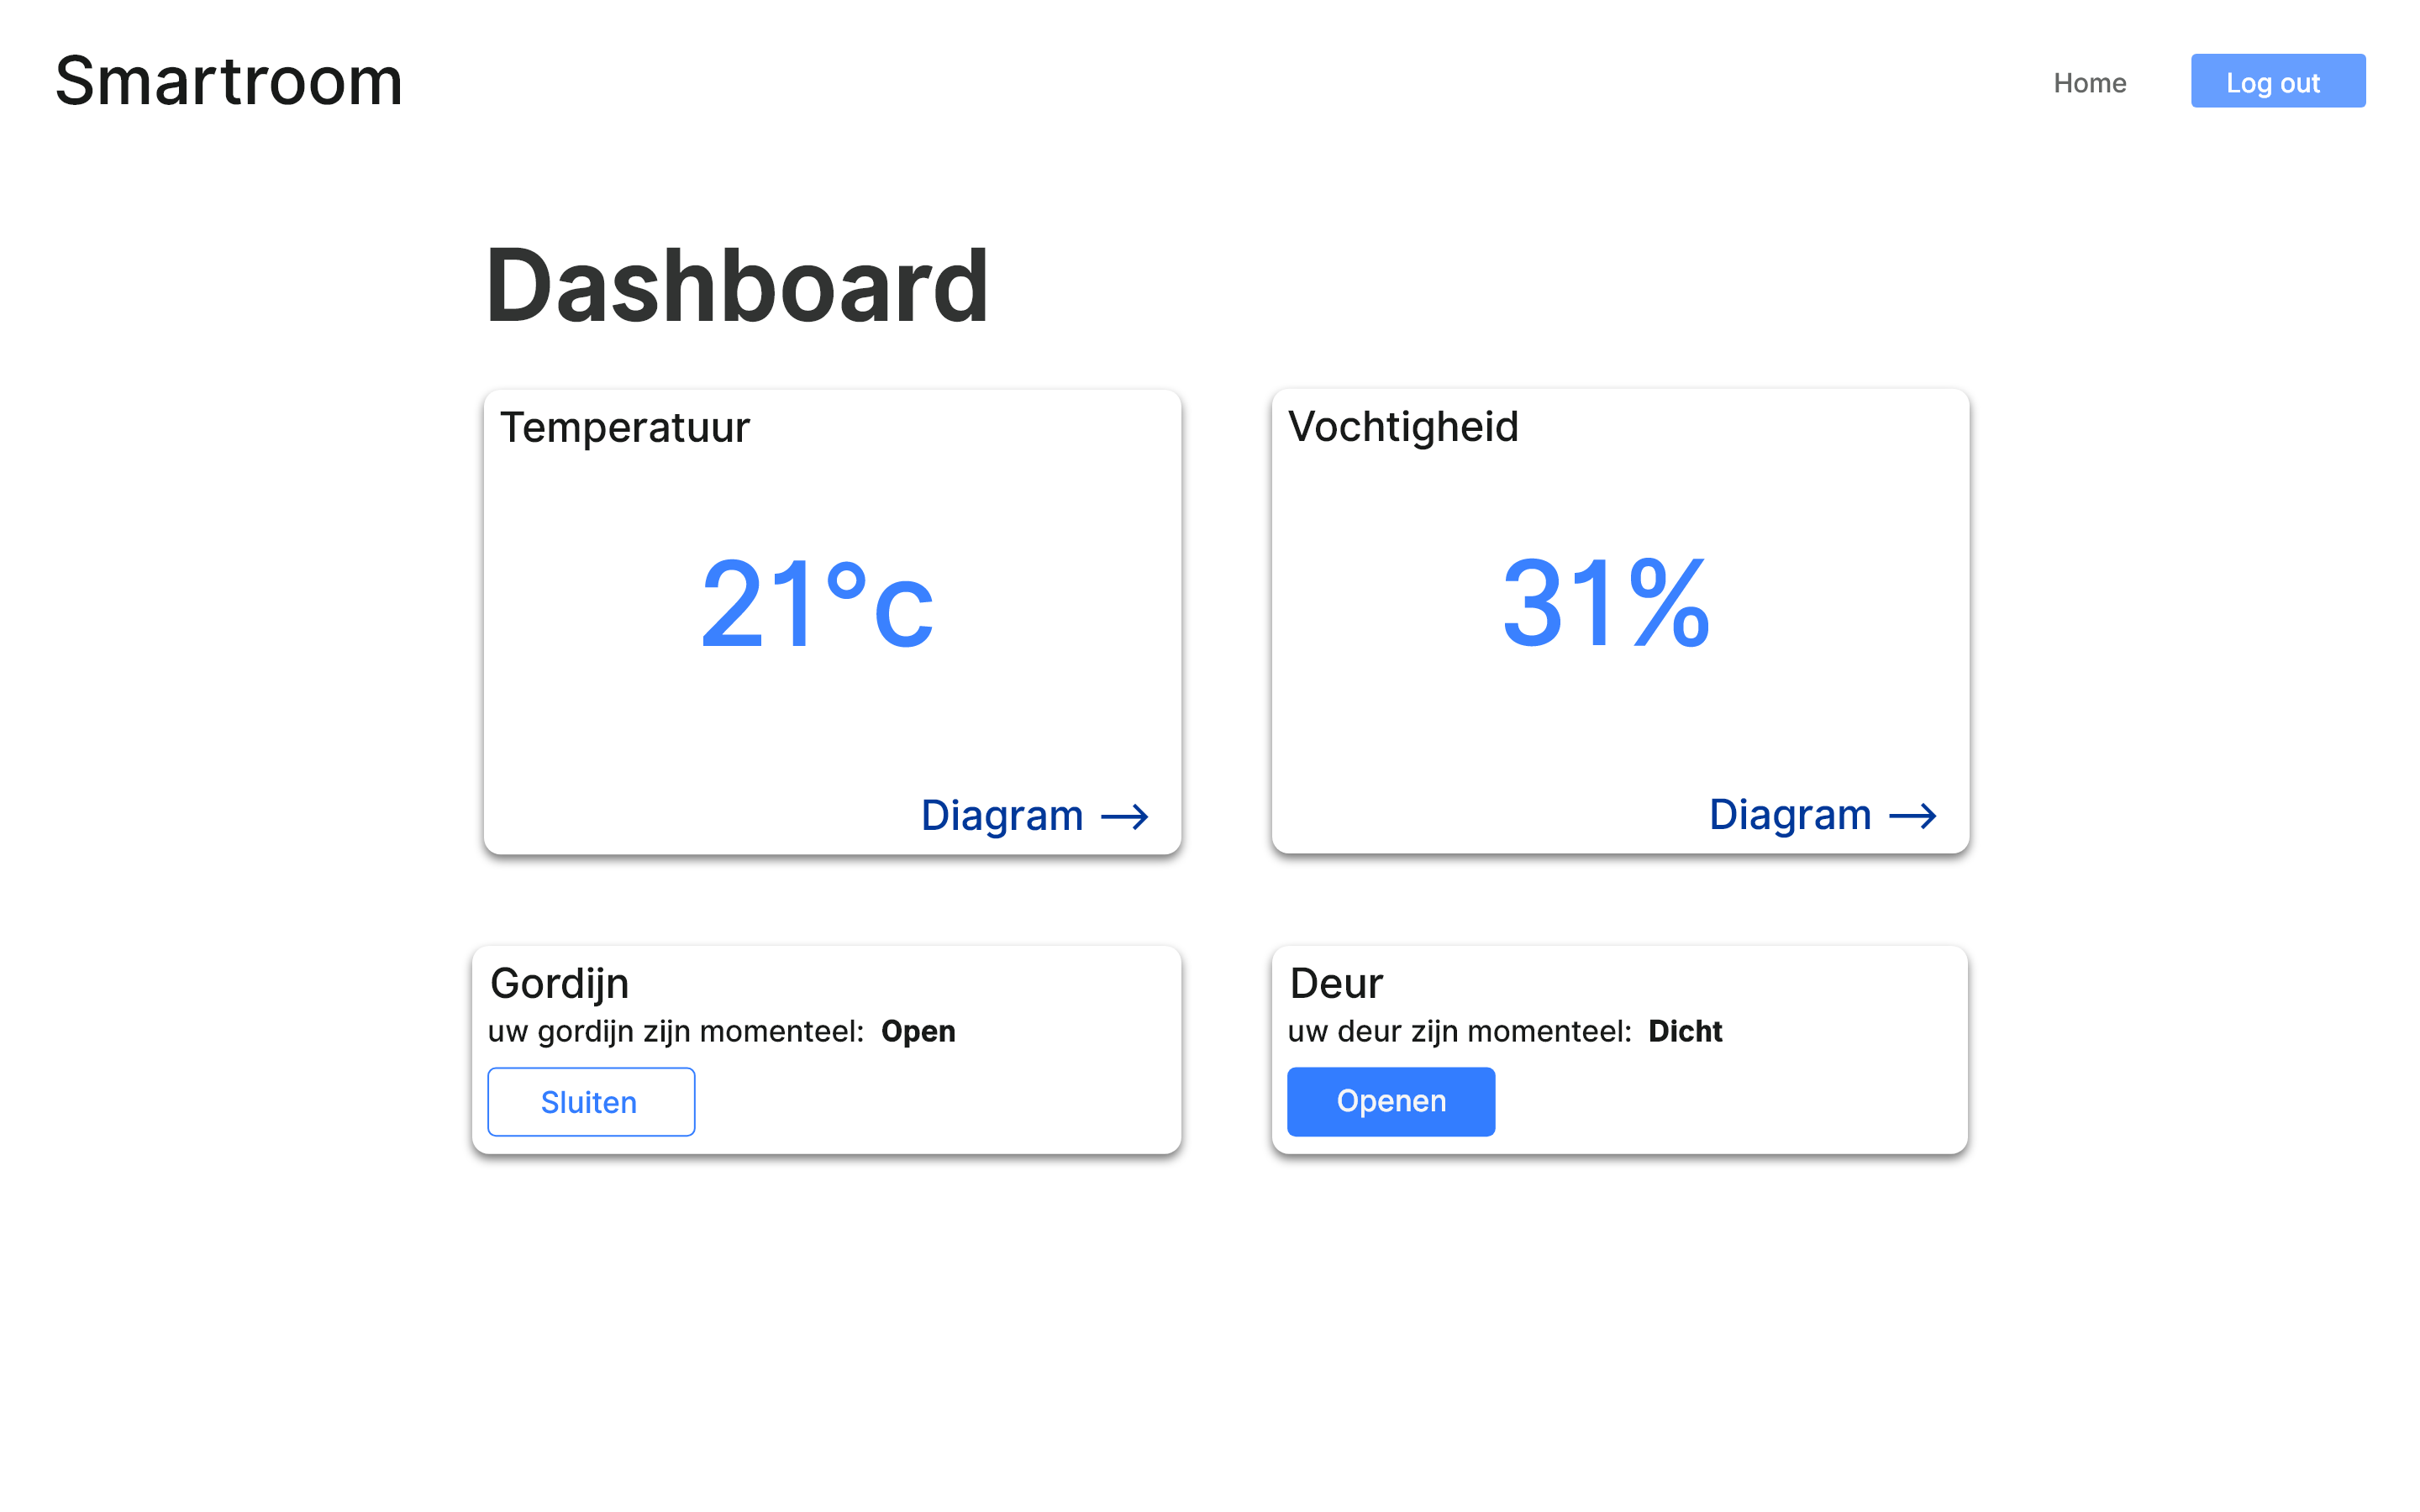 Smartroom
Home
Log out
Dashboard
Temperatuur
21°c
Diagram →
Vochtigheid
31%
Diagram →
Gordijn
uw gordijn zijn momenteel: Open
Sluiten
Deur
uw deur zijn momenteel: Dicht
Openen